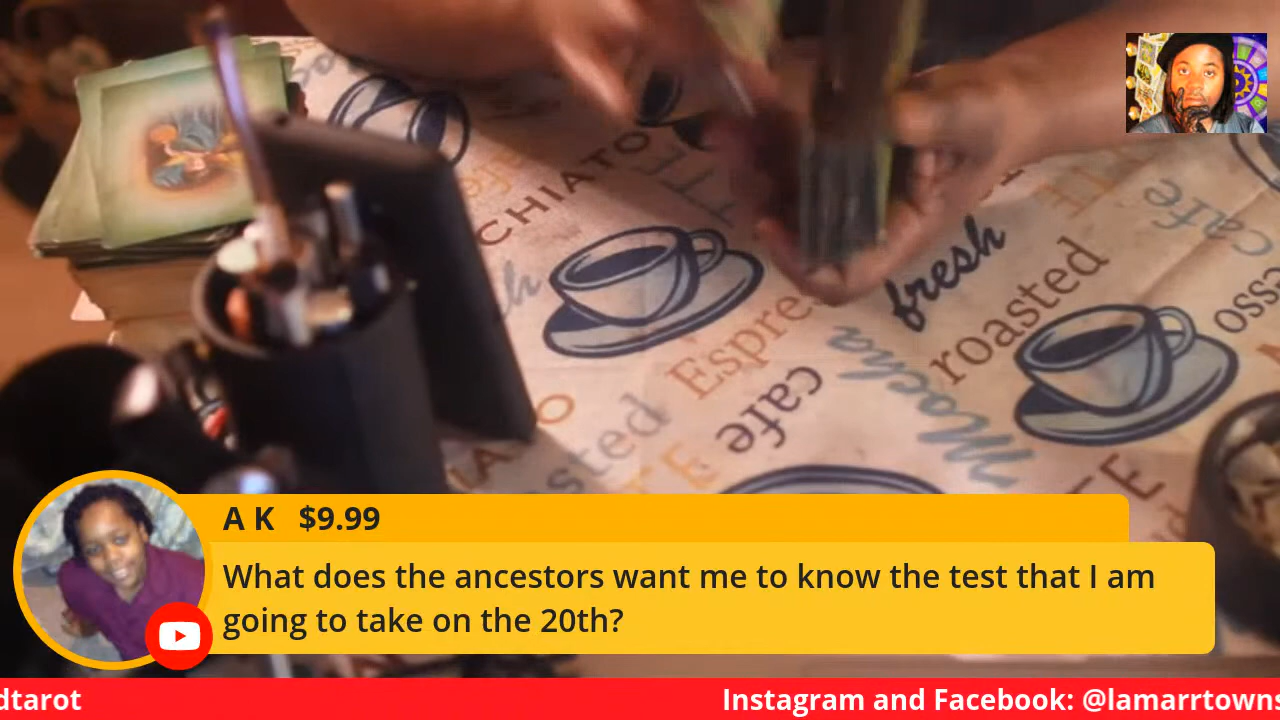 CHIATO
fresh
roasted
Espre
cafe
Mocha
café
A K $9.99
What does the ancestors want me to know the test that I am
going to take on the 20th?
dtarot
Instagram and Facebook: @lamarrtowns